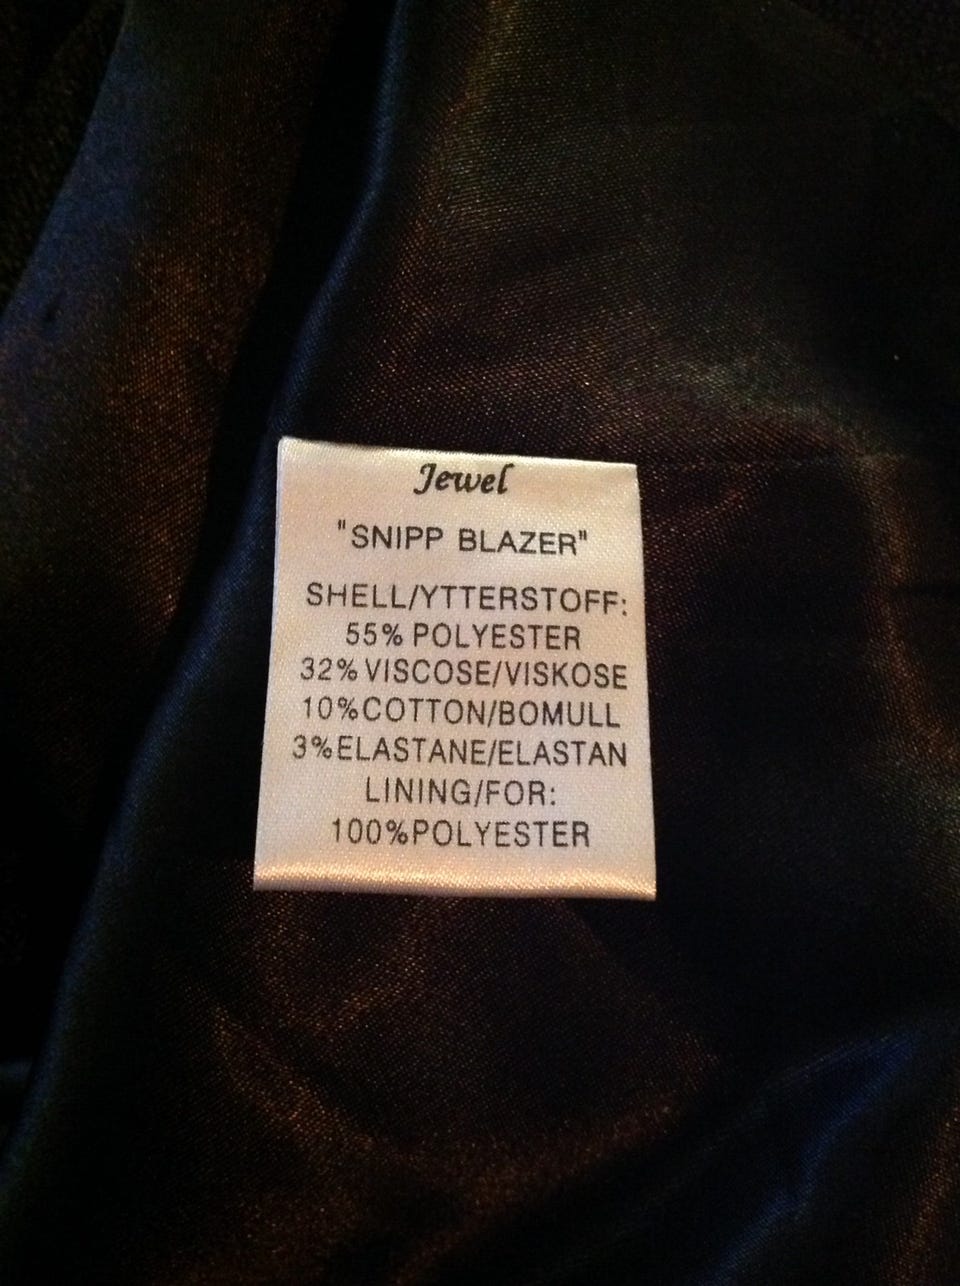 Jewel
"SNIPP BLAZER"
SHELL/YTTERSTOFF:
55% POLYESTER
32% VISCOSE/VISKOSE
10%COTTON/BOMULL
3%ELASTANE/ELASTAN
LINING/FOR:
100%POLYESTER